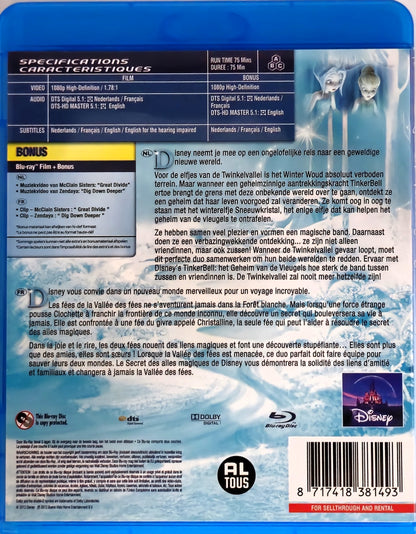 SPECIFICATIONS
CARACTERISTIQUES
RUN TIME 75 Mins
DUREE : 75 Min
A B C
FILM
BONUS
VIDEO
1080p High-Definition / 1.78:1
1080p High-Definition
AUDIO
DTS Digital 5.1: Nederlands / Français
DTS-HD MASTER 5.1: English
DTS Digital 5.1: Nederlands /
Français
DTS-HD MASTER 5.1: English
SUBTITLES
Nederlands / Français / English / English for the hearing impaired
Nederlands / Français
BONUS
Blu-ray™ Film + Bonus
NL
• Muziekvideo van McClain Sisters: "Great Divide"
• Muziekvideo van Zendaya: "Dig Down Deeper"
FR
• Clip – McClain Sisters : "Great Divide"
• Clip – Zendaya : "Dig Down Deeper"
NL
Disney neemt je mee op een ongelofelijke reis naar een geweldige
nieuwe wereld.
Voor de elfjes van de Twinkelvallei is het Winter Woud absoluut verboden
terrein. Maar wanneer een geheimzinnige aantrekkingskracht TinkerBell
ertoe brengt de grens met deze onbekende wereld over te gaan, ontdekt ze
een geheim dat haar leven voorgoed zal veranderen. Ze komt oog in oog te
staan met het winterelfje Sneeuwkristal, het enige elfje dat kan helpen het
geheim van de vleugels te ontrafelen.
Ze hebben samen veel plezier en vormen een magische band. Daarnaast
doen ze een verbazingwekkende ontdekking... ze zijn niet alleen
vriendinnen, maar ook zussen! Wanneer de Twinkelvallei gevaar loopt, moet
dit perfecte duo samenwerken om hun beide werelden te redden. Ervaar met
Disney's TinkerBell: het Geheim van de Vleugels hoe sterk de band tussen
zussen en vriendinnen is. De Twinkelvallei zal nooit meer hetzelfde zijn!
FR
Disney vous convie dans un nouveau monde merveilleux pour un voyage incroyable.
Les fées de la Vallée des fées ne s'aventurent jamais dans la Forêt blanche. Mais lorsqu'une force étrange
pousse Clochette à franchir la frontière de ce monde inconnu, elle découvre un secret qui bouleversera sa vie à
jamais. Elle est confrontée à une fée du givre appelé Christalline, la seule fée qui peut l'aider à résoudre le secret
des ailes magiques.
Dans la joie et le rire, les deux fées nouent des liens magiques et font une découverte stupéfiante... Elles sont plus
que des amies, elles sont sœurs ! Lorsque la Vallée des fées est menacée, ce duo parfait doit faire équipe pour
sauver leurs deux mondes. Le Secret des ailes magiques de Disney vous démontrera la solidité des liens d'amitié
et familiaux et changera à jamais la Vallée des fées.
This Blu-ray Disc
is copy protected
dts
DOLBY
DIGITAL
Blu-ray Disc
DISNEY
AL
TOUS
8 717418 381493
FOR SELLTHROUGH AND RENTAL